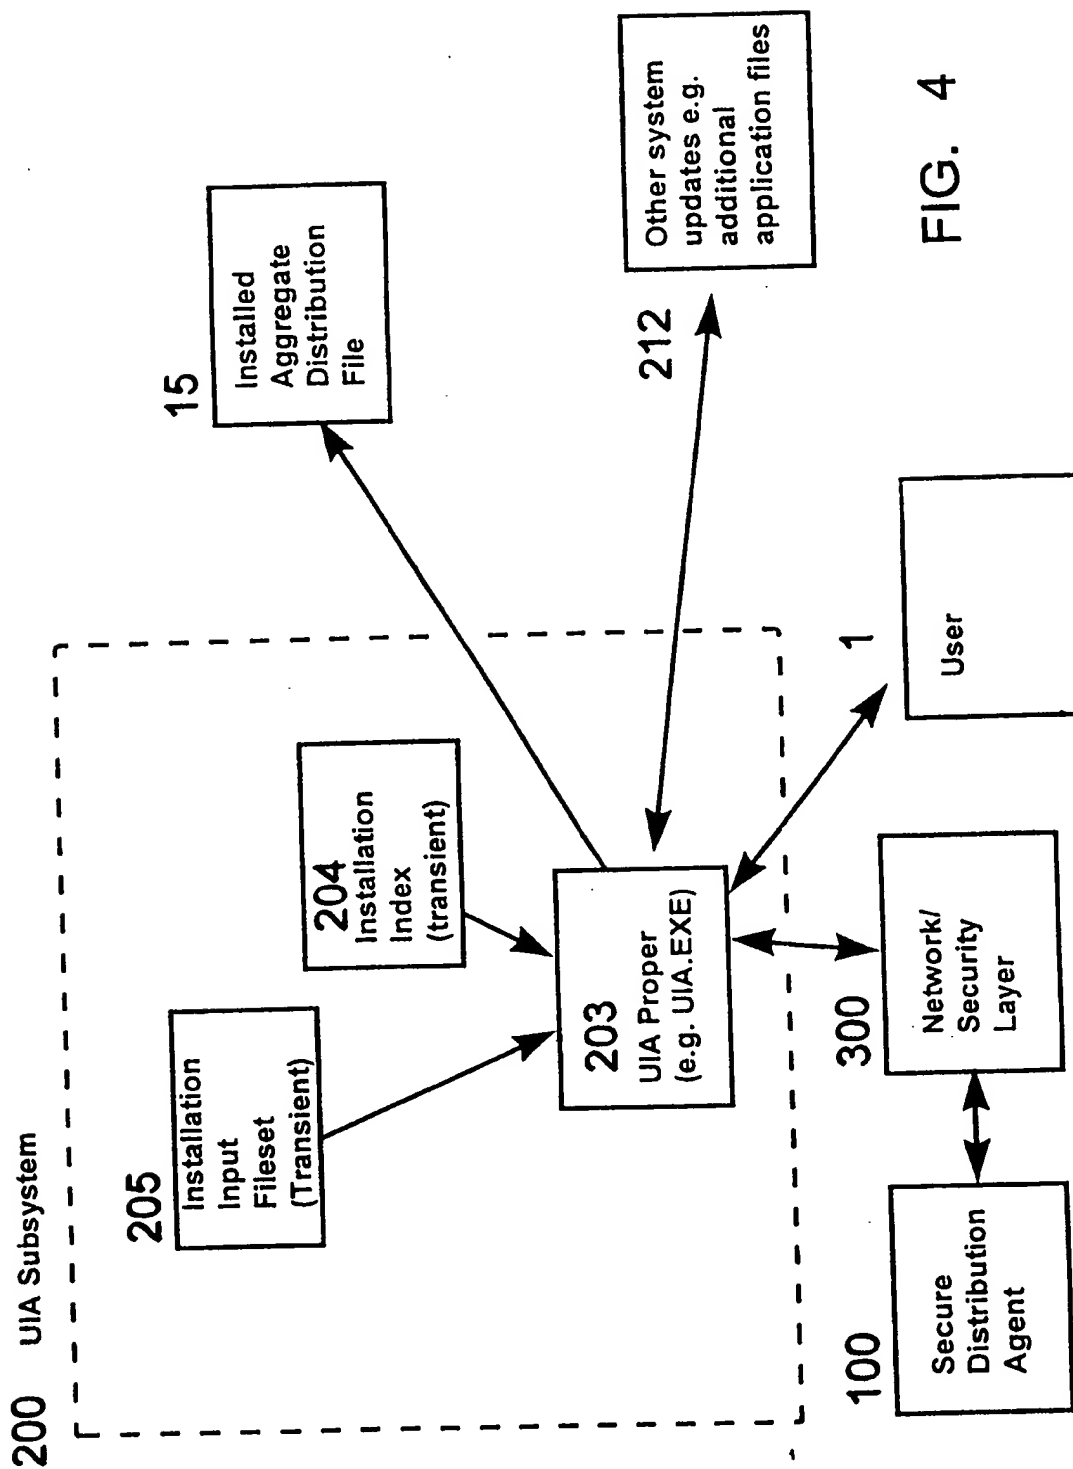 200 UIA Subsystem
205
Installation
Input
Fileset
(Transient)
204
Installation
Index
(transient)
15
Installed
Aggregate
Distribution
File
203
UIA Proper
(e.g. UIA.EXE)
212
Other system
updates e.g.
additional
application files
100
Secure
Distribution
Agent
300
Network/
Security
Layer
1
User
FIG. 4